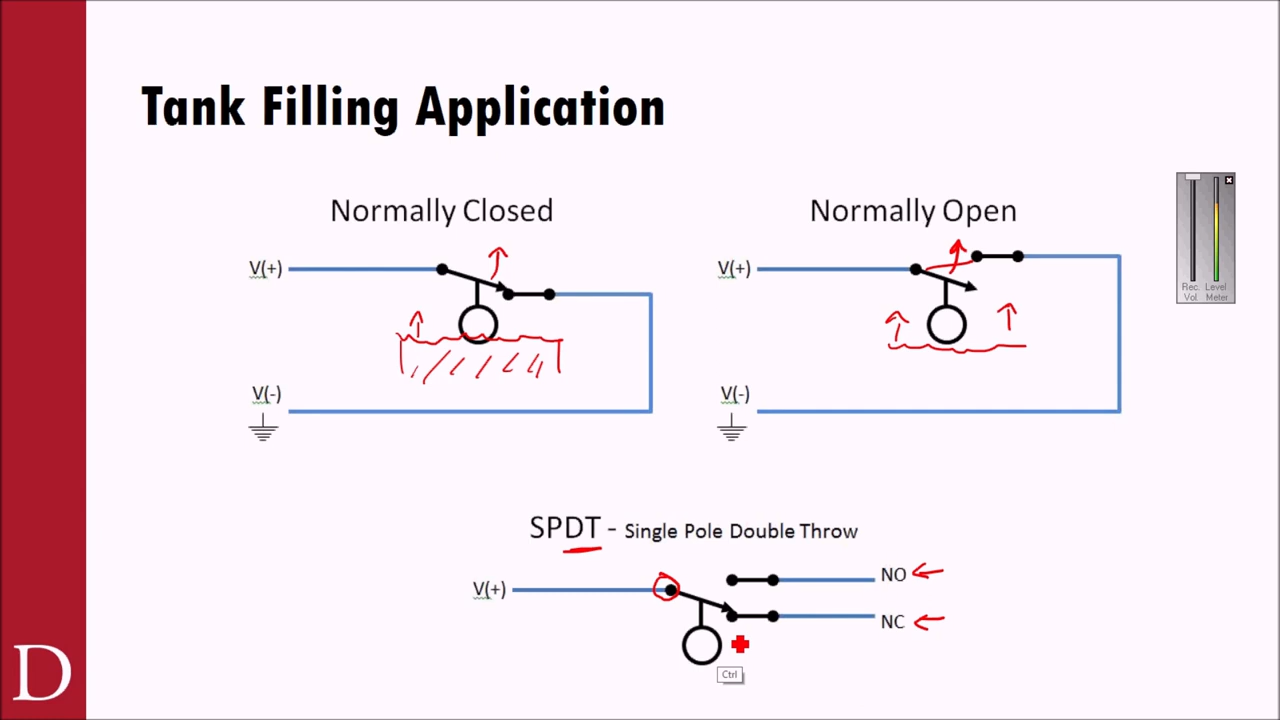 Tank Filling Application
Normally Closed
Normally Open
V(+)
V(+)
Rec. Vol.
Level Meter
V(-)
V(-)
SPDT - Single Pole Double Throw
NO
V(+)
NC
Ctrl
D